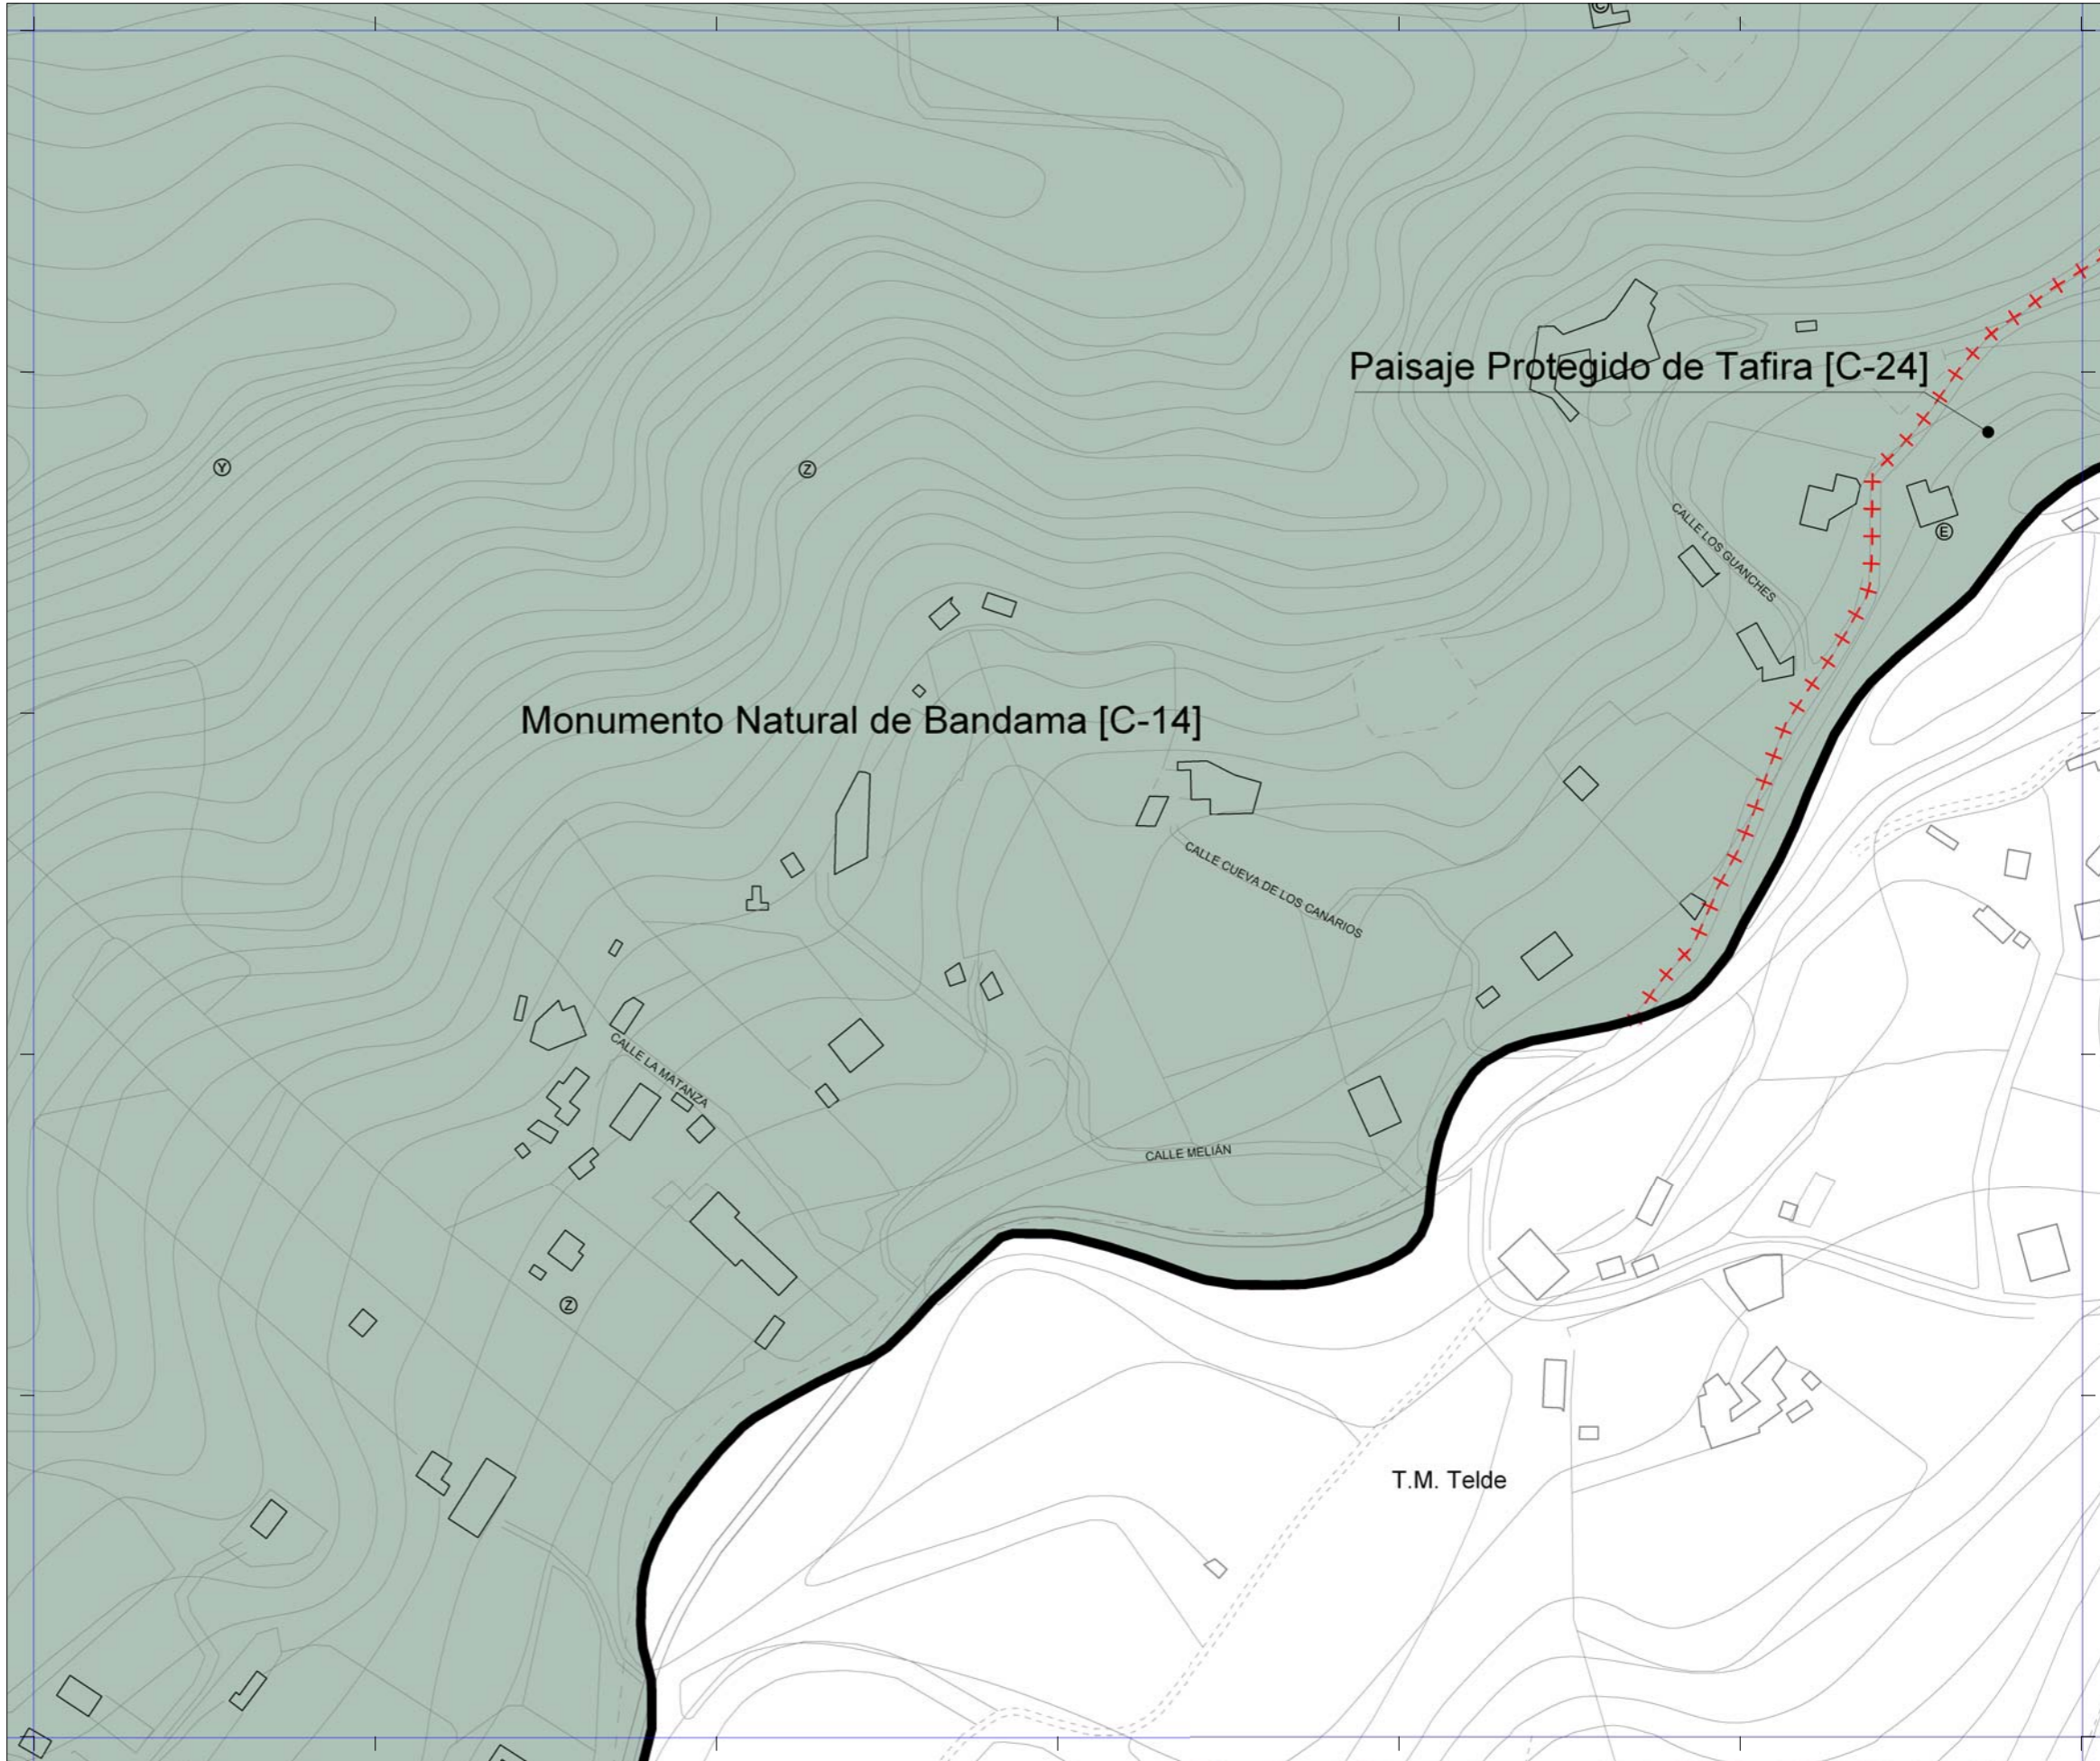 ©
Paisaje Protegido de Tafira [C-24]
Ⓨ
Ⓩ
CALLE LOS GUANCHES
Ⓔ
Monumento Natural de Bandama [C-14]
CALLE CUEVA DE LOS CANARIOS
CALLE LA MATANZA
CALLE MELIÁN
Ⓩ
T.M. Telde